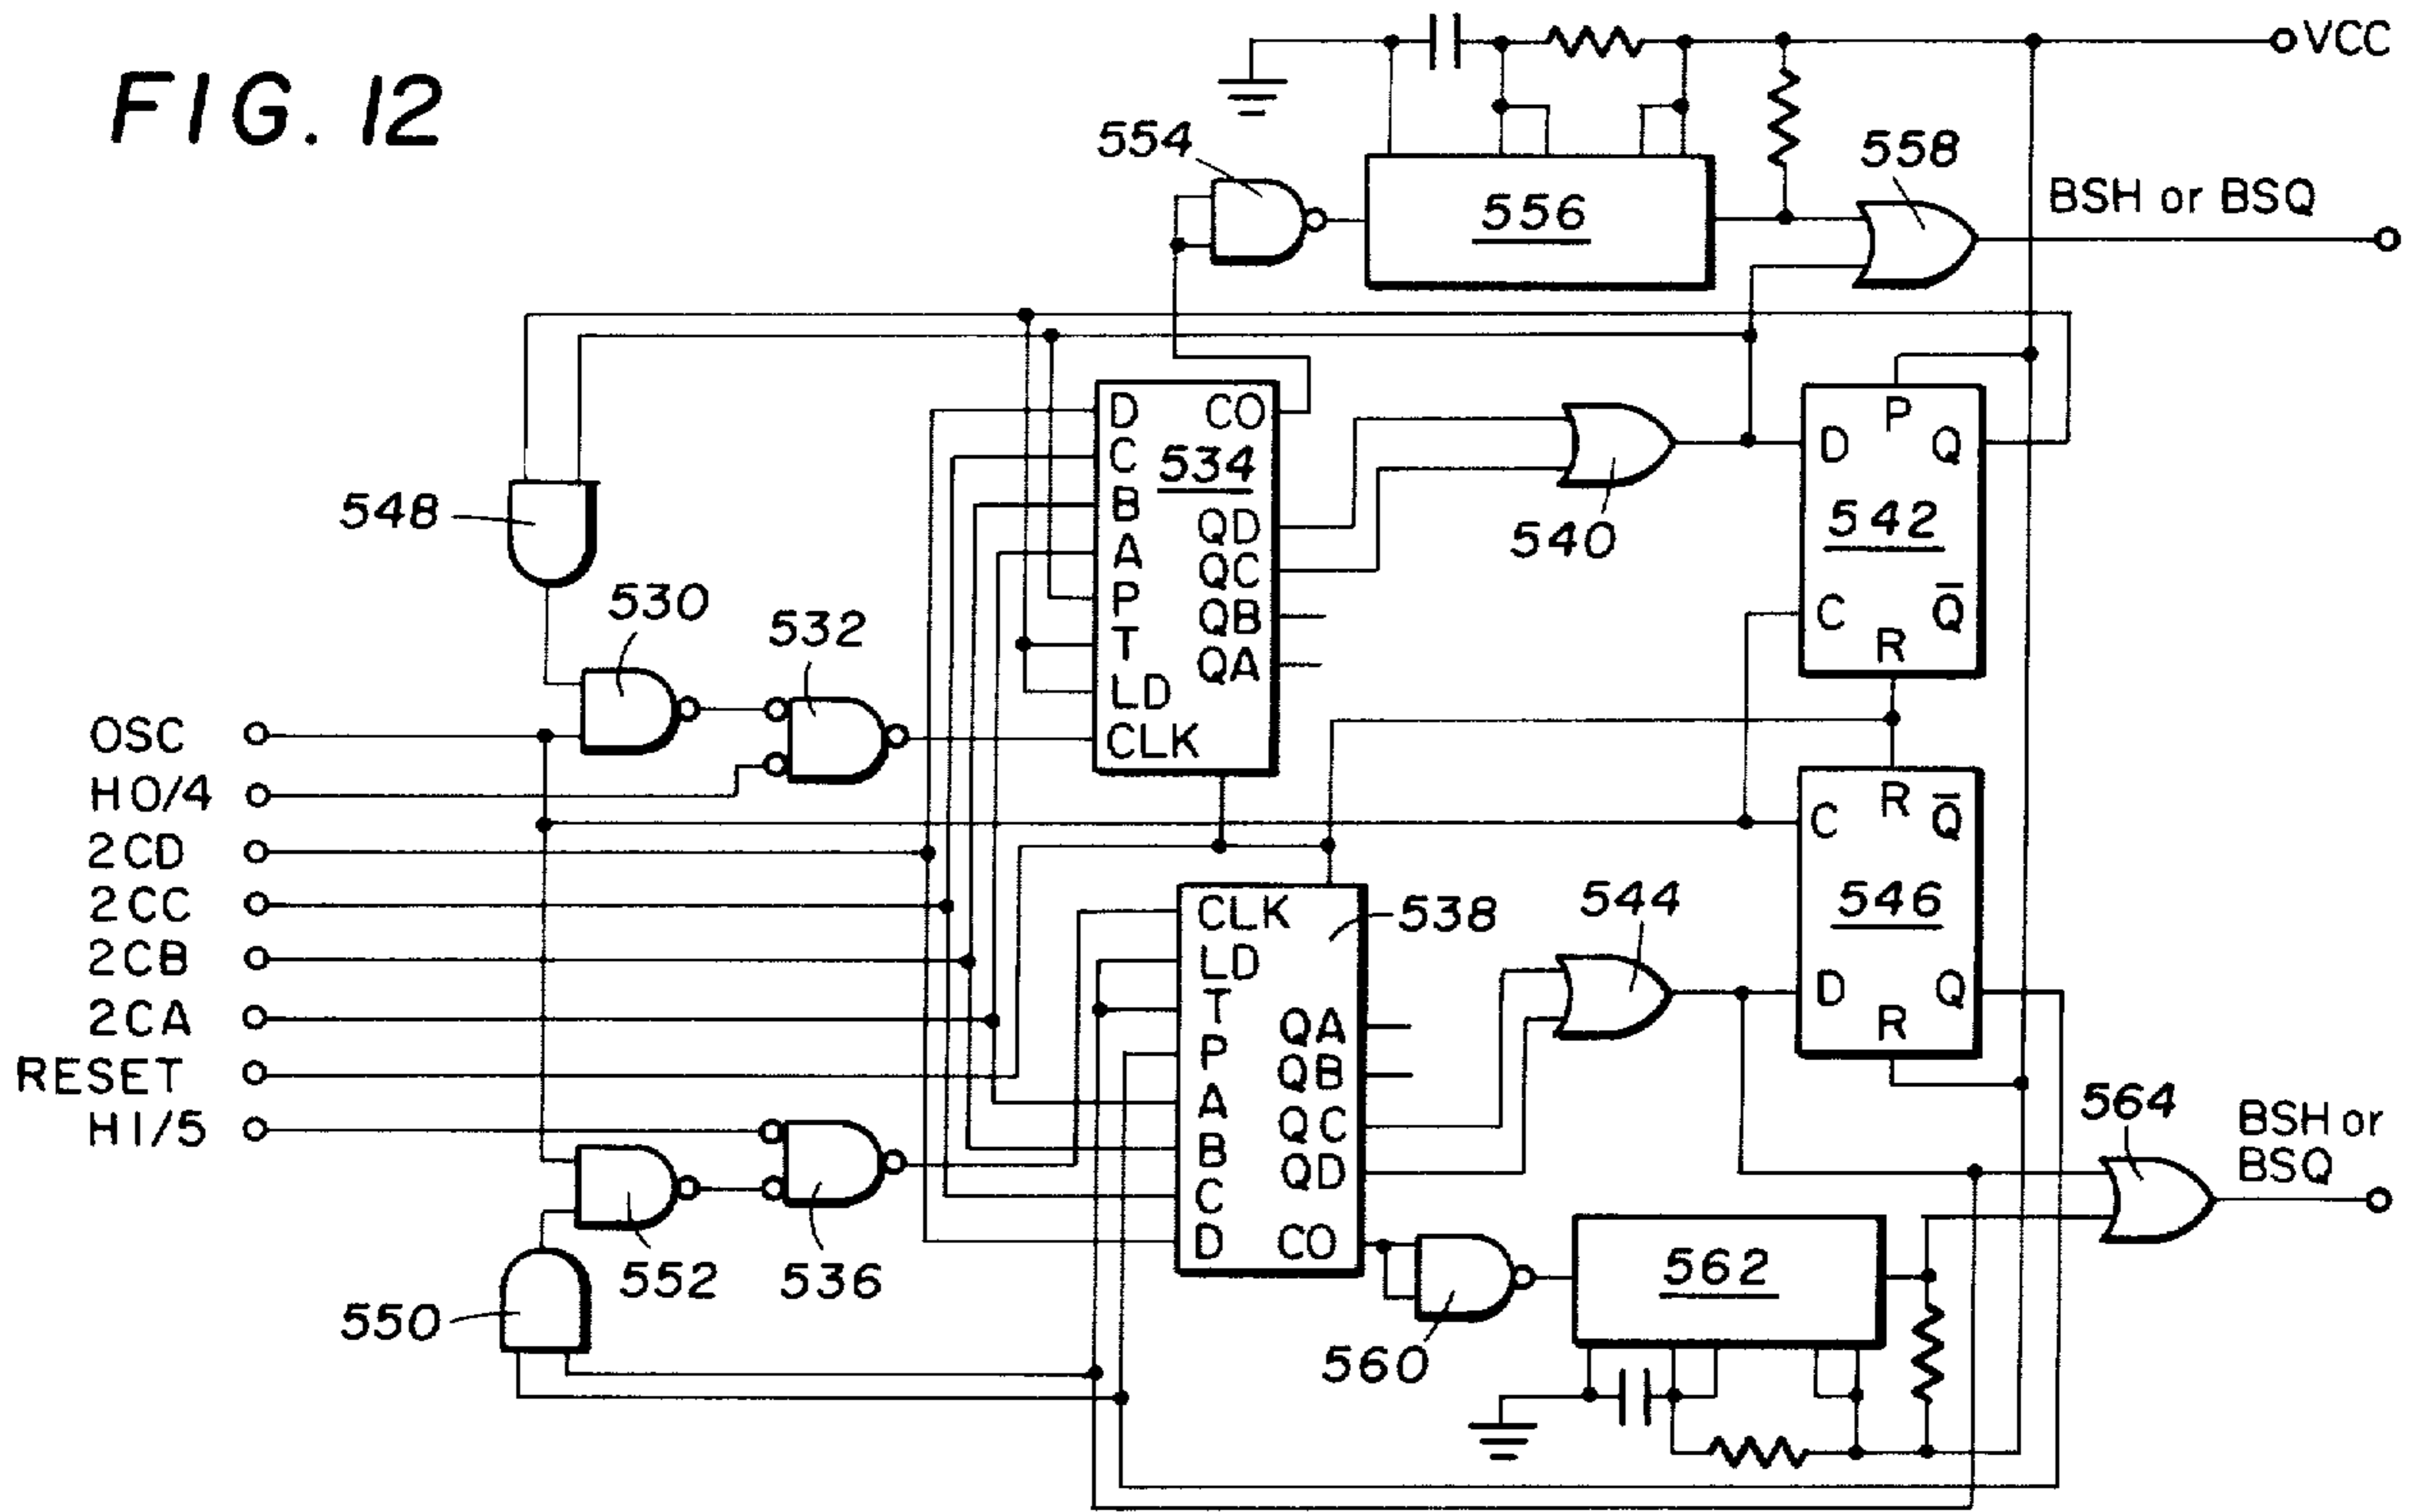 FIG. 12
VCC
554
556
558
BSH or BSQ
D
C
B
A
P
T
LD
CLK
CO
534
QD
QC
QB
QA
540
P
D
Q
542
C
Q̅
R
548
530
532
OSC
H0/4
2CD
2CC
2CB
2CA
RESET
H1/5
CLK
LD
T
P
A
B
C
D
538
QA
QB
QC
QD
CO
544
R
C
Q̅
546
D
Q
R
564
BSH or
BSQ
552
536
550
560
562